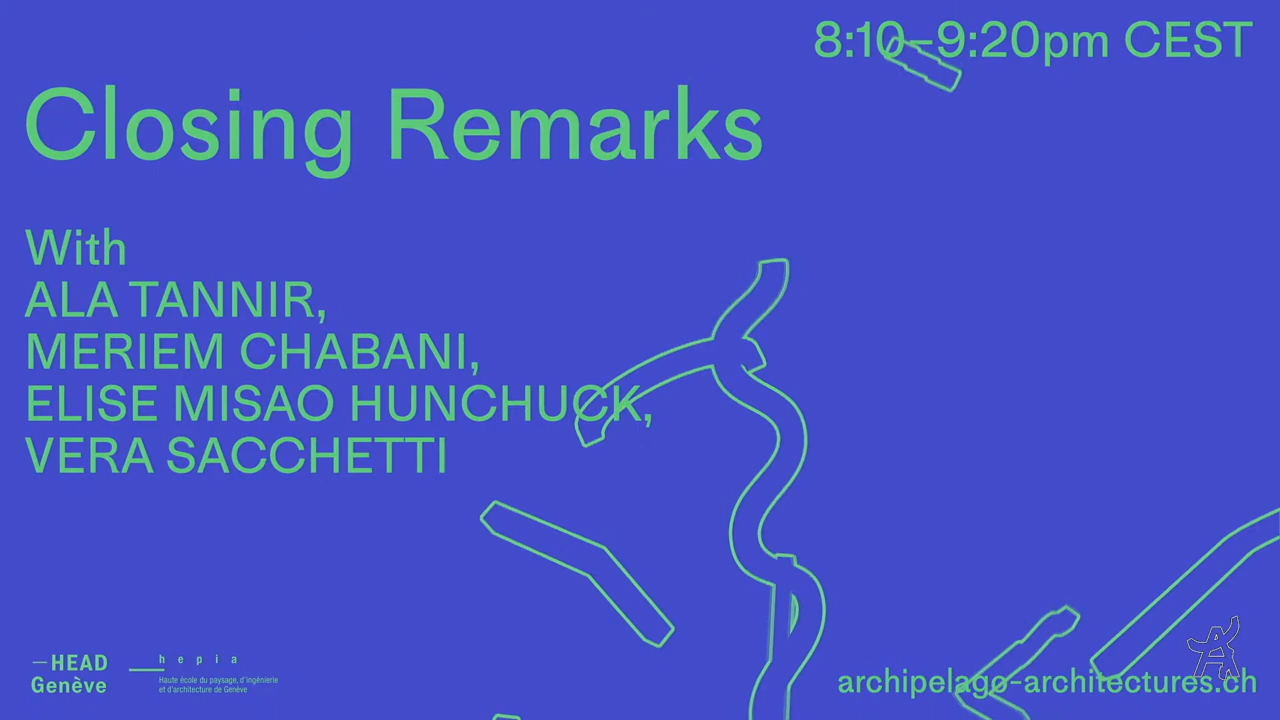 8:10–9:20pm CEST
Closing Remarks
With
ALA TANNIR,
MERIEM CHABANI,
ELISE MISAO HUNCHUCK,
VERA SACCHETTI
—HEAD
Genève
h e p i a
Haute école du paysage, d'ingénierie
et d'architecture de Genève
archipelago-architectures.ch